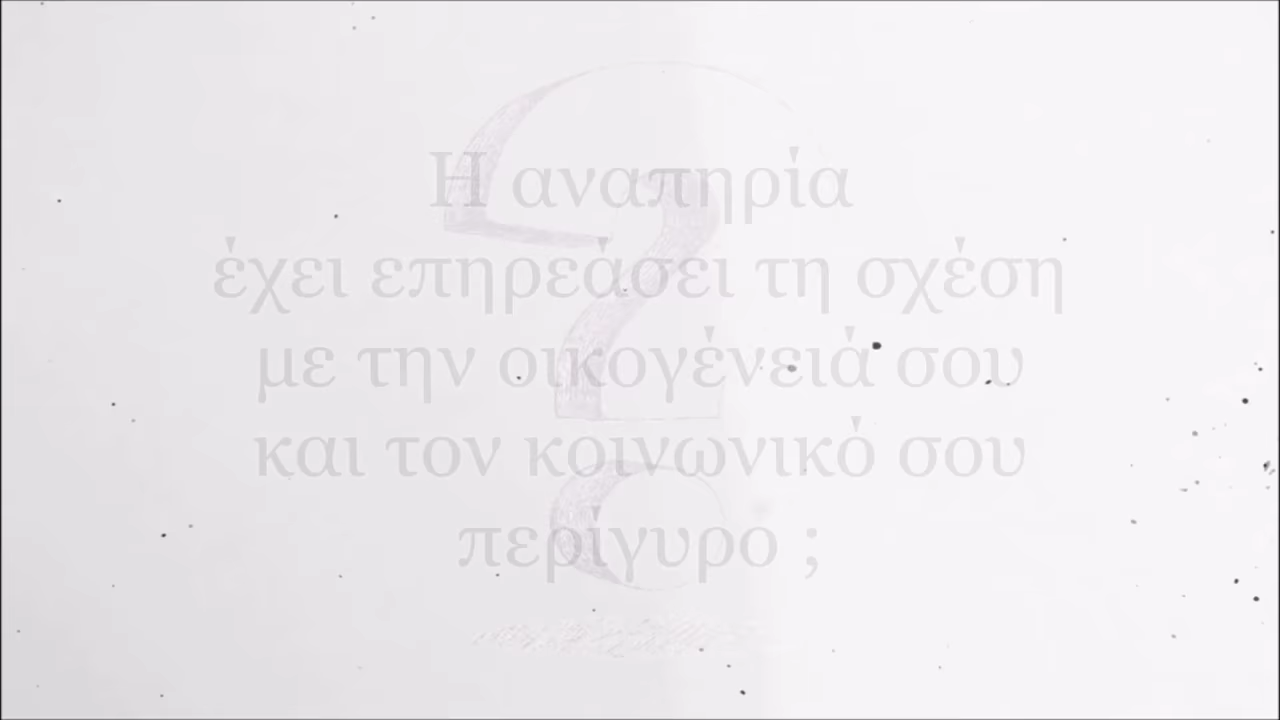 Η αναπηρία
έχει επηρεάσει τη σχέση
με την οικογένειά σου
και τον κοινωνικό σου
περίγυρο ;